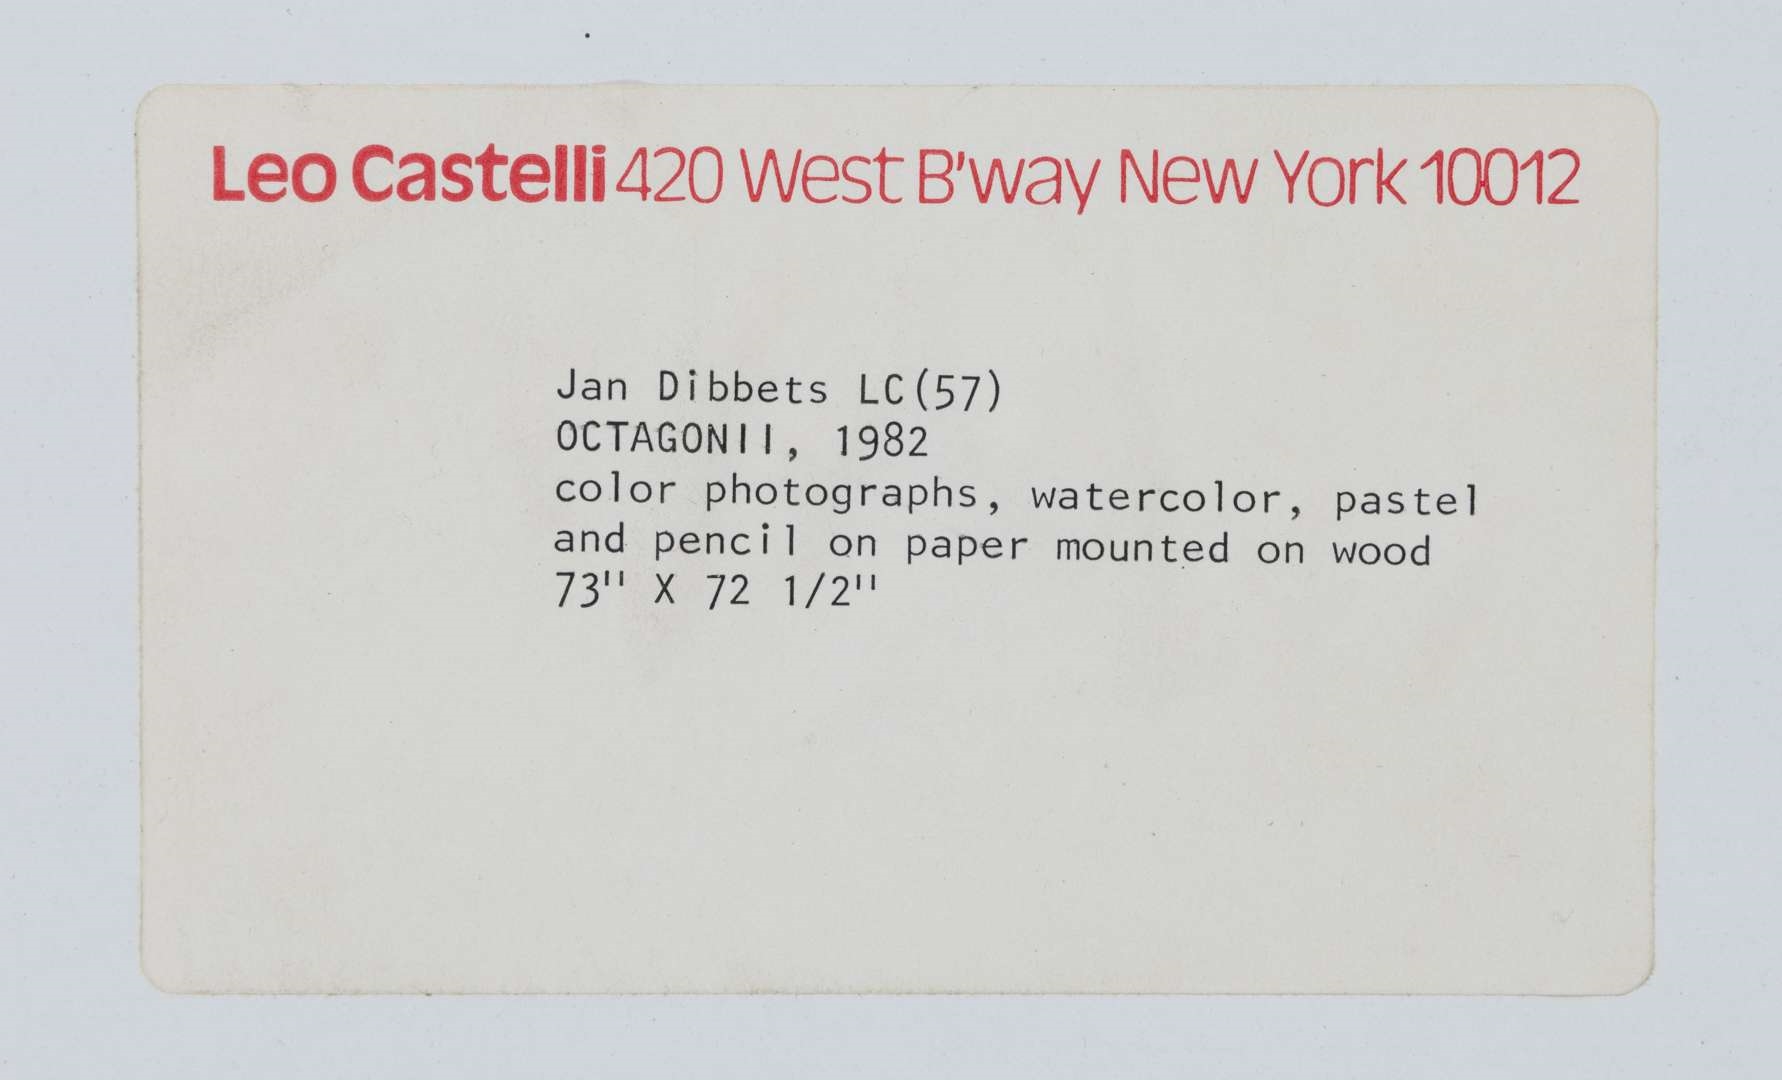 Leo Castelli 420 West B'way New York 10012
Jan Dibbets LC(57)
OCTAGONII, 1982
color photographs, watercolor, pastel
and pencil on paper mounted on wood
73" X 72 1/2"